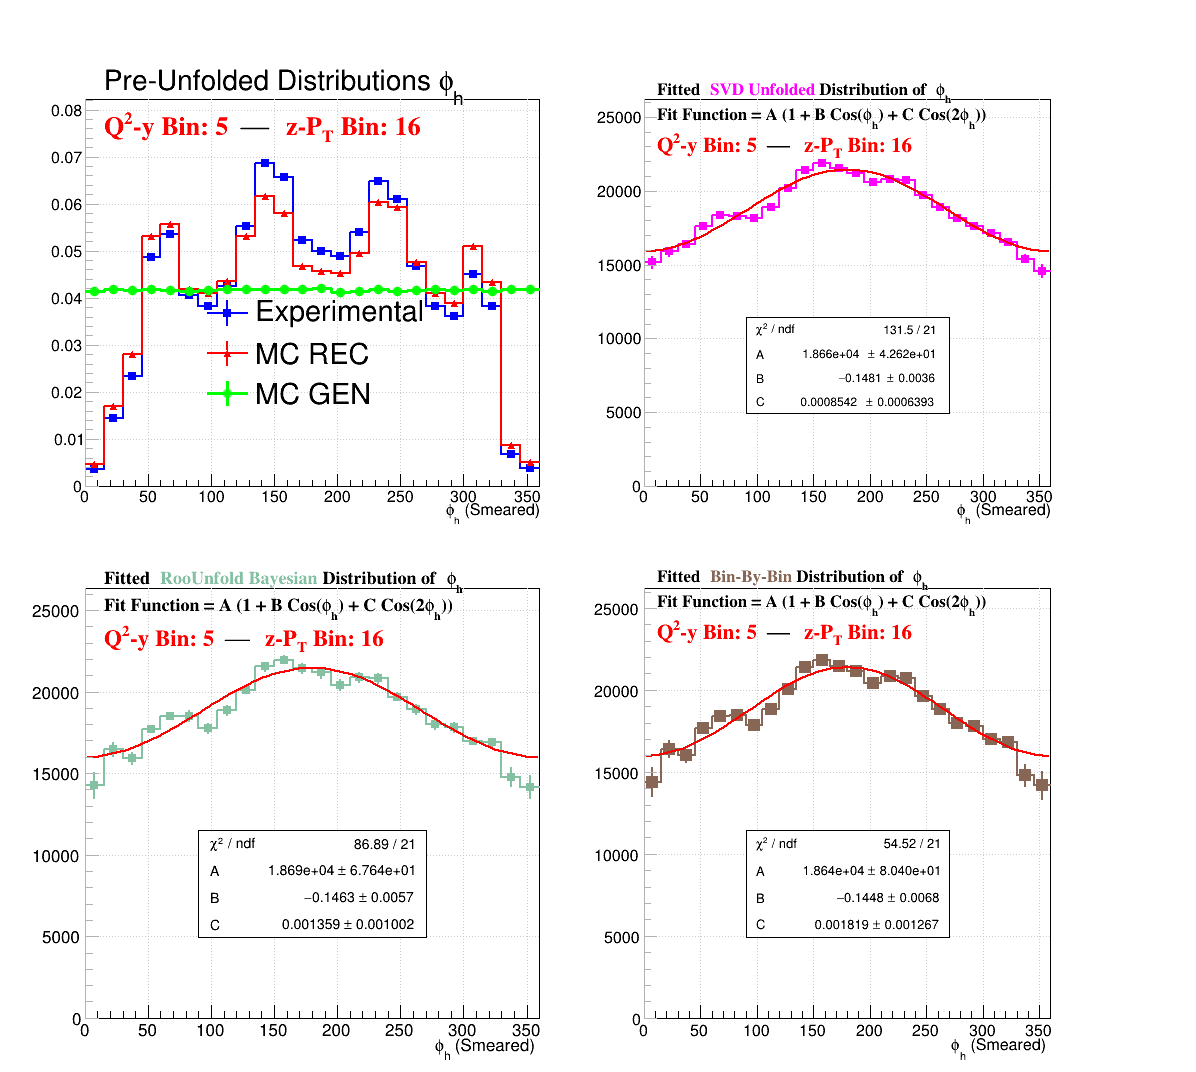 Pre-Unfolded Distributions ϕh
Q²-y Bin: 5 — z-PT Bin: 16
0.08
0.07
0.06
0.05
0.04
0.03
0.02
0.01
0
Experimental
MC REC
MC GEN
0 50 100 150 200 250 300 350
ϕh (Smeared)
Fitted SVD Unfolded Distribution of ϕh
Fit Function = A (1 + B Cos(ϕh) + C Cos(2ϕh))
Q²-y Bin: 5 — z-PT Bin: 16
25000
20000
15000
10000
5000
0
χ² / ndf 131.5 / 21
A 1.866e+04 ± 4.262e+01
B −0.1481 ± 0.0036
C 0.0008542 ± 0.0006393
0 50 100 150 200 250 300 350
ϕh (Smeared)
Fitted RooUnfold Bayesian Distribution of ϕh
Fit Function = A (1 + B Cos(ϕh) + C Cos(2ϕh))
Q²-y Bin: 5 — z-PT Bin: 16
25000
20000
15000
10000
5000
0
χ² / ndf 86.89 / 21
A 1.869e+04 ± 6.764e+01
B −0.1463 ± 0.0057
C 0.001359 ± 0.001002
0 50 100 150 200 250 300 350
ϕh (Smeared)
Fitted Bin-By-Bin Distribution of ϕh
Fit Function = A (1 + B Cos(ϕh) + C Cos(2ϕh))
Q²-y Bin: 5 — z-PT Bin: 16
25000
20000
15000
10000
5000
0
χ² / ndf 54.52 / 21
A 1.864e+04 ± 8.040e+01
B −0.1448 ± 0.0068
C 0.001819 ± 0.001267
0 50 100 150 200 250 300 350
ϕh (Smeared)